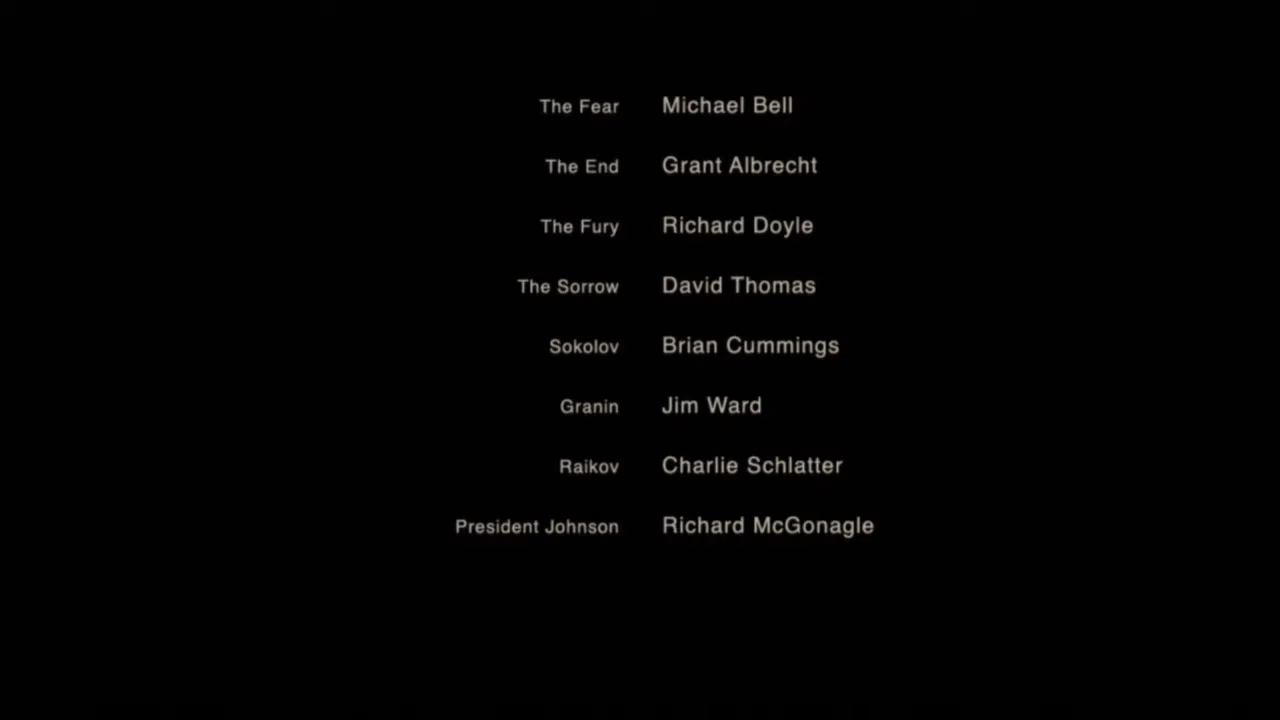 The Fear Michael Bell
The End Grant Albrecht
The Fury Richard Doyle
The Sorrow David Thomas
Sokolov Brian Cummings
Granin Jim Ward
Raikov Charlie Schlatter
President Johnson Richard McGonagle